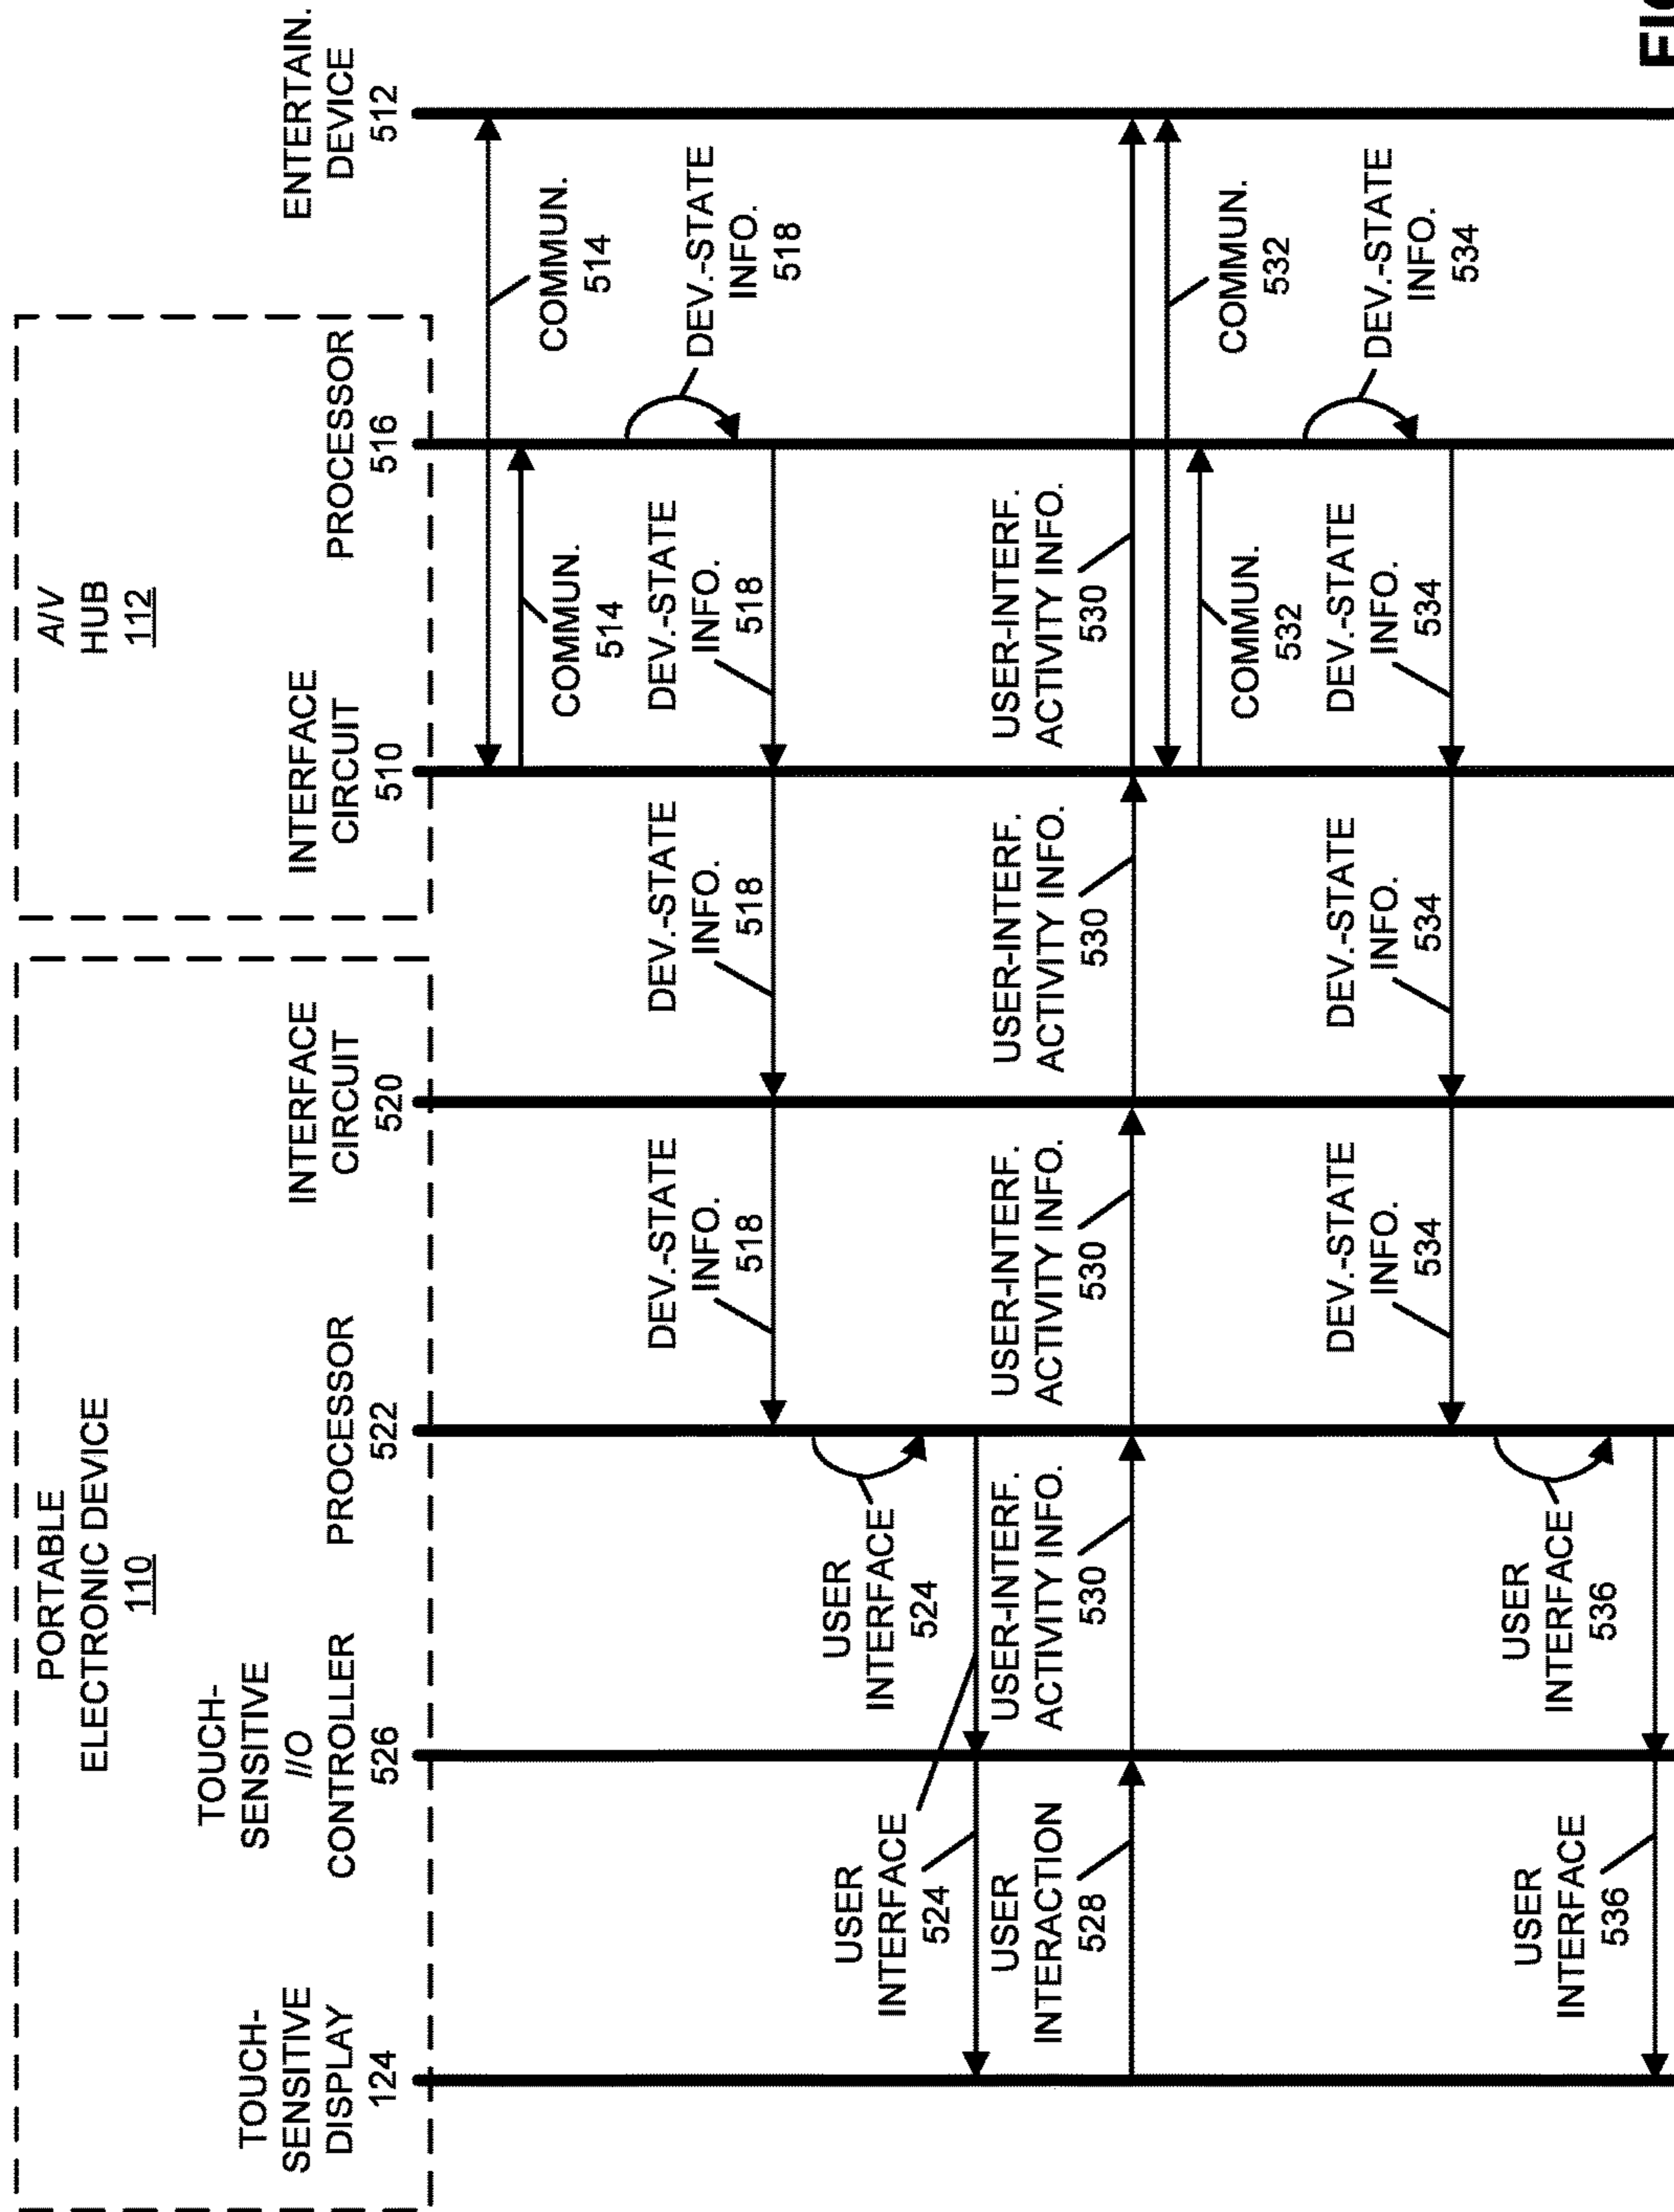 PORTABLE
ELECTRONIC DEVICE
110
A/V
HUB
112
TOUCH-
SENSITIVE
DISPLAY
124
TOUCH-
SENSITIVE
I/O
CONTROLLER
526
PROCESSOR
522
INTERFACE
CIRCUIT
520
INTERFACE
CIRCUIT
510
PROCESSOR
516
ENTERTAIN.
DEVICE
512
COMMUN.
514
COMMUN.
514
DEV.-STATE
INFO.
518
DEV.-STATE
INFO.
518
DEV.-STATE
INFO.
518
DEV.-STATE
INFO.
518
USER
INTERFACE
524
USER
INTERFACE
524
USER
INTERACTION
528
USER-INTERF.
ACTIVITY INFO.
530
USER-INTERF.
ACTIVITY INFO.
530
USER-INTERF.
ACTIVITY INFO.
530
USER-INTERF.
ACTIVITY INFO.
530
COMMUN.
532
COMMUN.
532
DEV.-STATE
INFO.
534
DEV.-STATE
INFO.
534
DEV.-STATE
INFO.
534
DEV.-STATE
INFO.
534
USER
INTERFACE
536
USER
INTERFACE
536